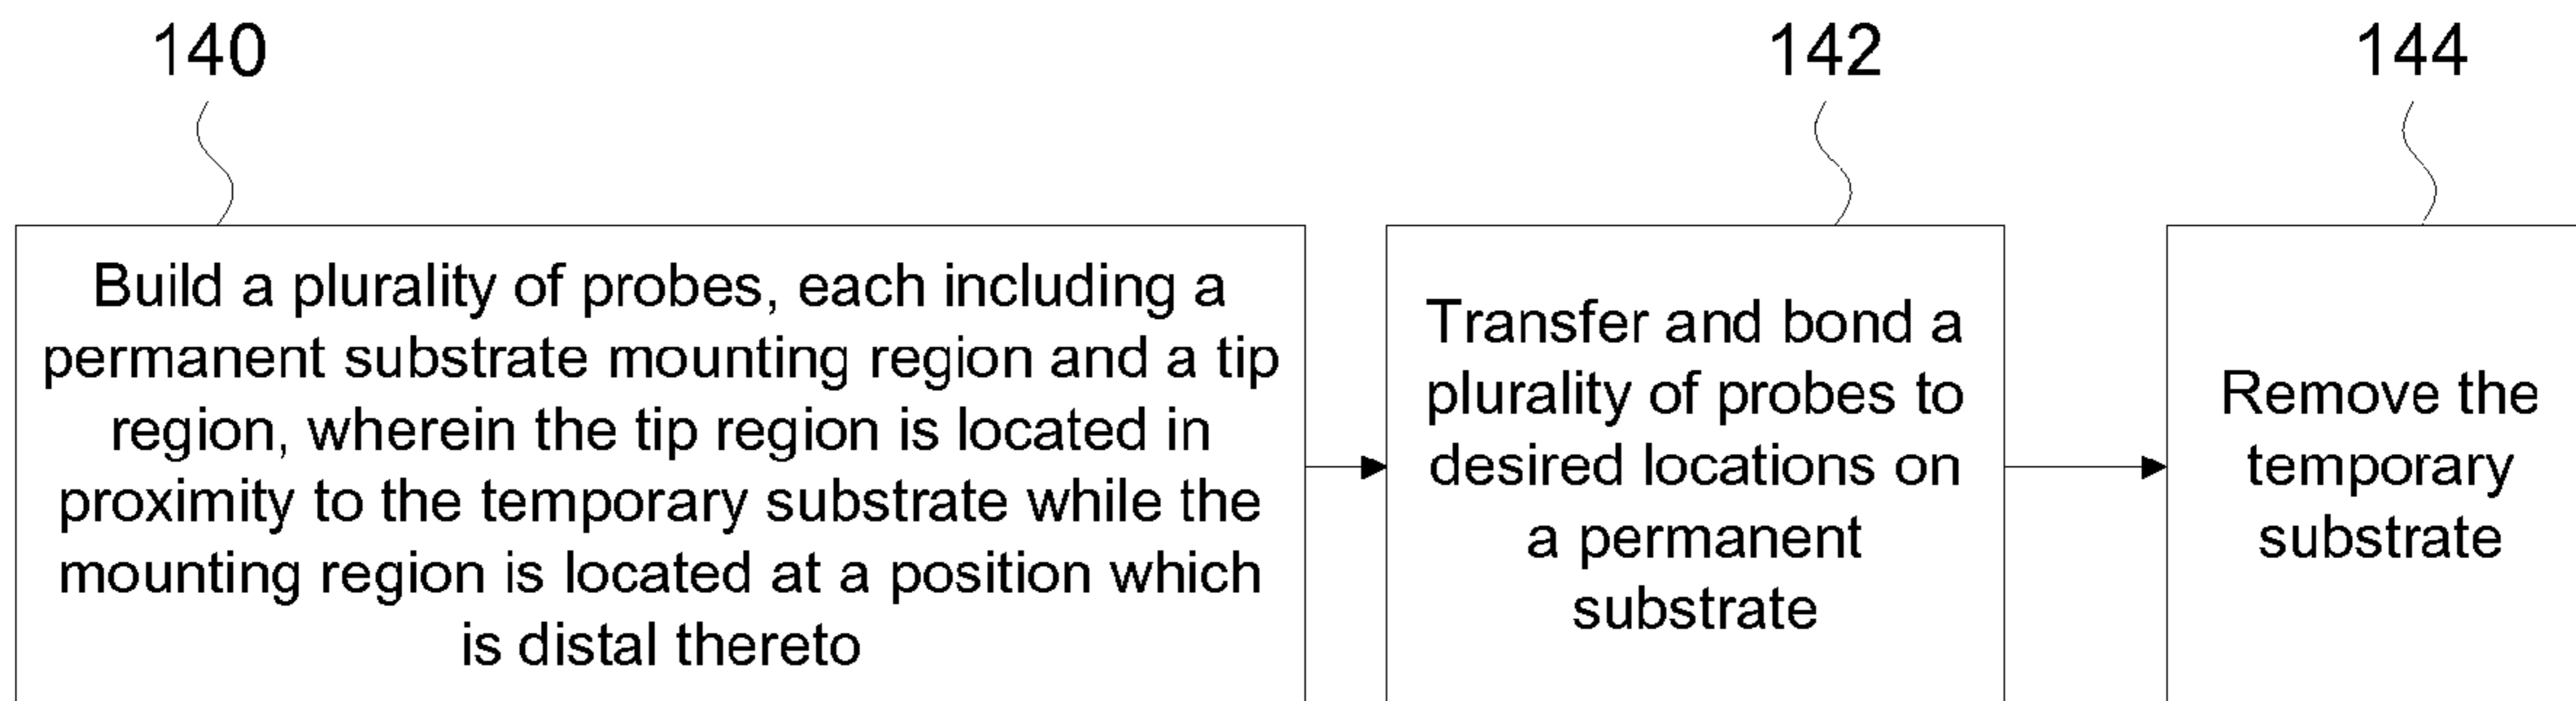 140
142
144
Build a plurality of probes, each including a
permanent substrate mounting region and a tip
region, wherein the tip region is located in
proximity to the temporary substrate while the
mounting region is located at a position which
is distal thereto
Transfer and bond a
plurality of probes to
desired locations on
a permanent
substrate
Remove the
temporary
substrate